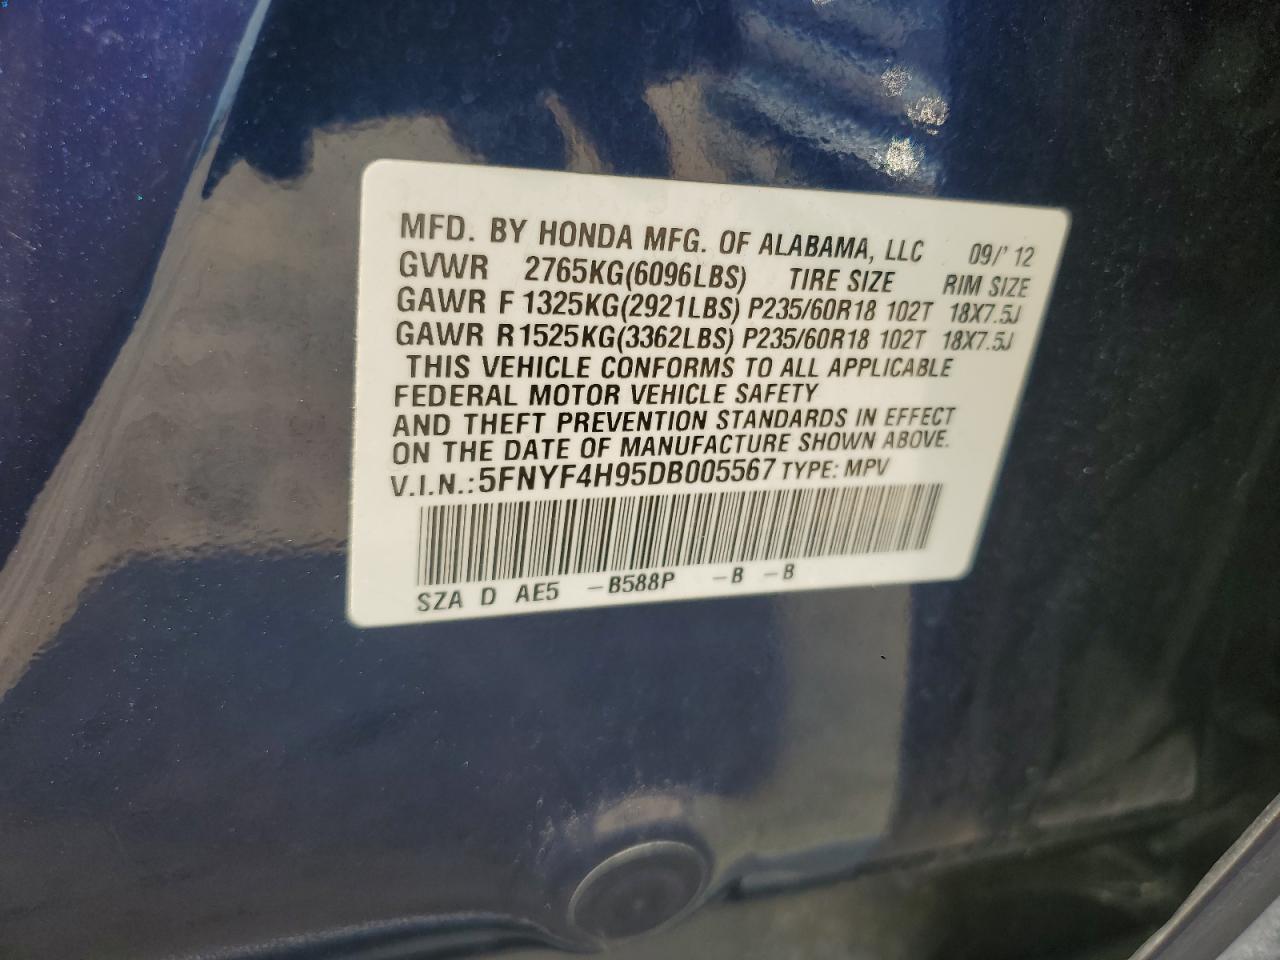 MFD. BY HONDA MFG. OF ALABAMA, LLC 09/'12
GVWR 2765KG(6096LBS) TIRE SIZE RIM SIZE
GAWR F 1325KG(2921LBS) P235/60R18 102T 18X7.5J
GAWR R1525KG(3362LBS) P235/60R18 102T 18X7.5J
THIS VEHICLE CONFORMS TO ALL APPLICABLE
FEDERAL MOTOR VEHICLE SAFETY
AND THEFT PREVENTION STANDARDS IN EFFECT
ON THE DATE OF MANUFACTURE SHOWN ABOVE.
V.I.N.:5FNYF4H95DB005567 TYPE: MPV
SZA D AE5 -B588P -B -B